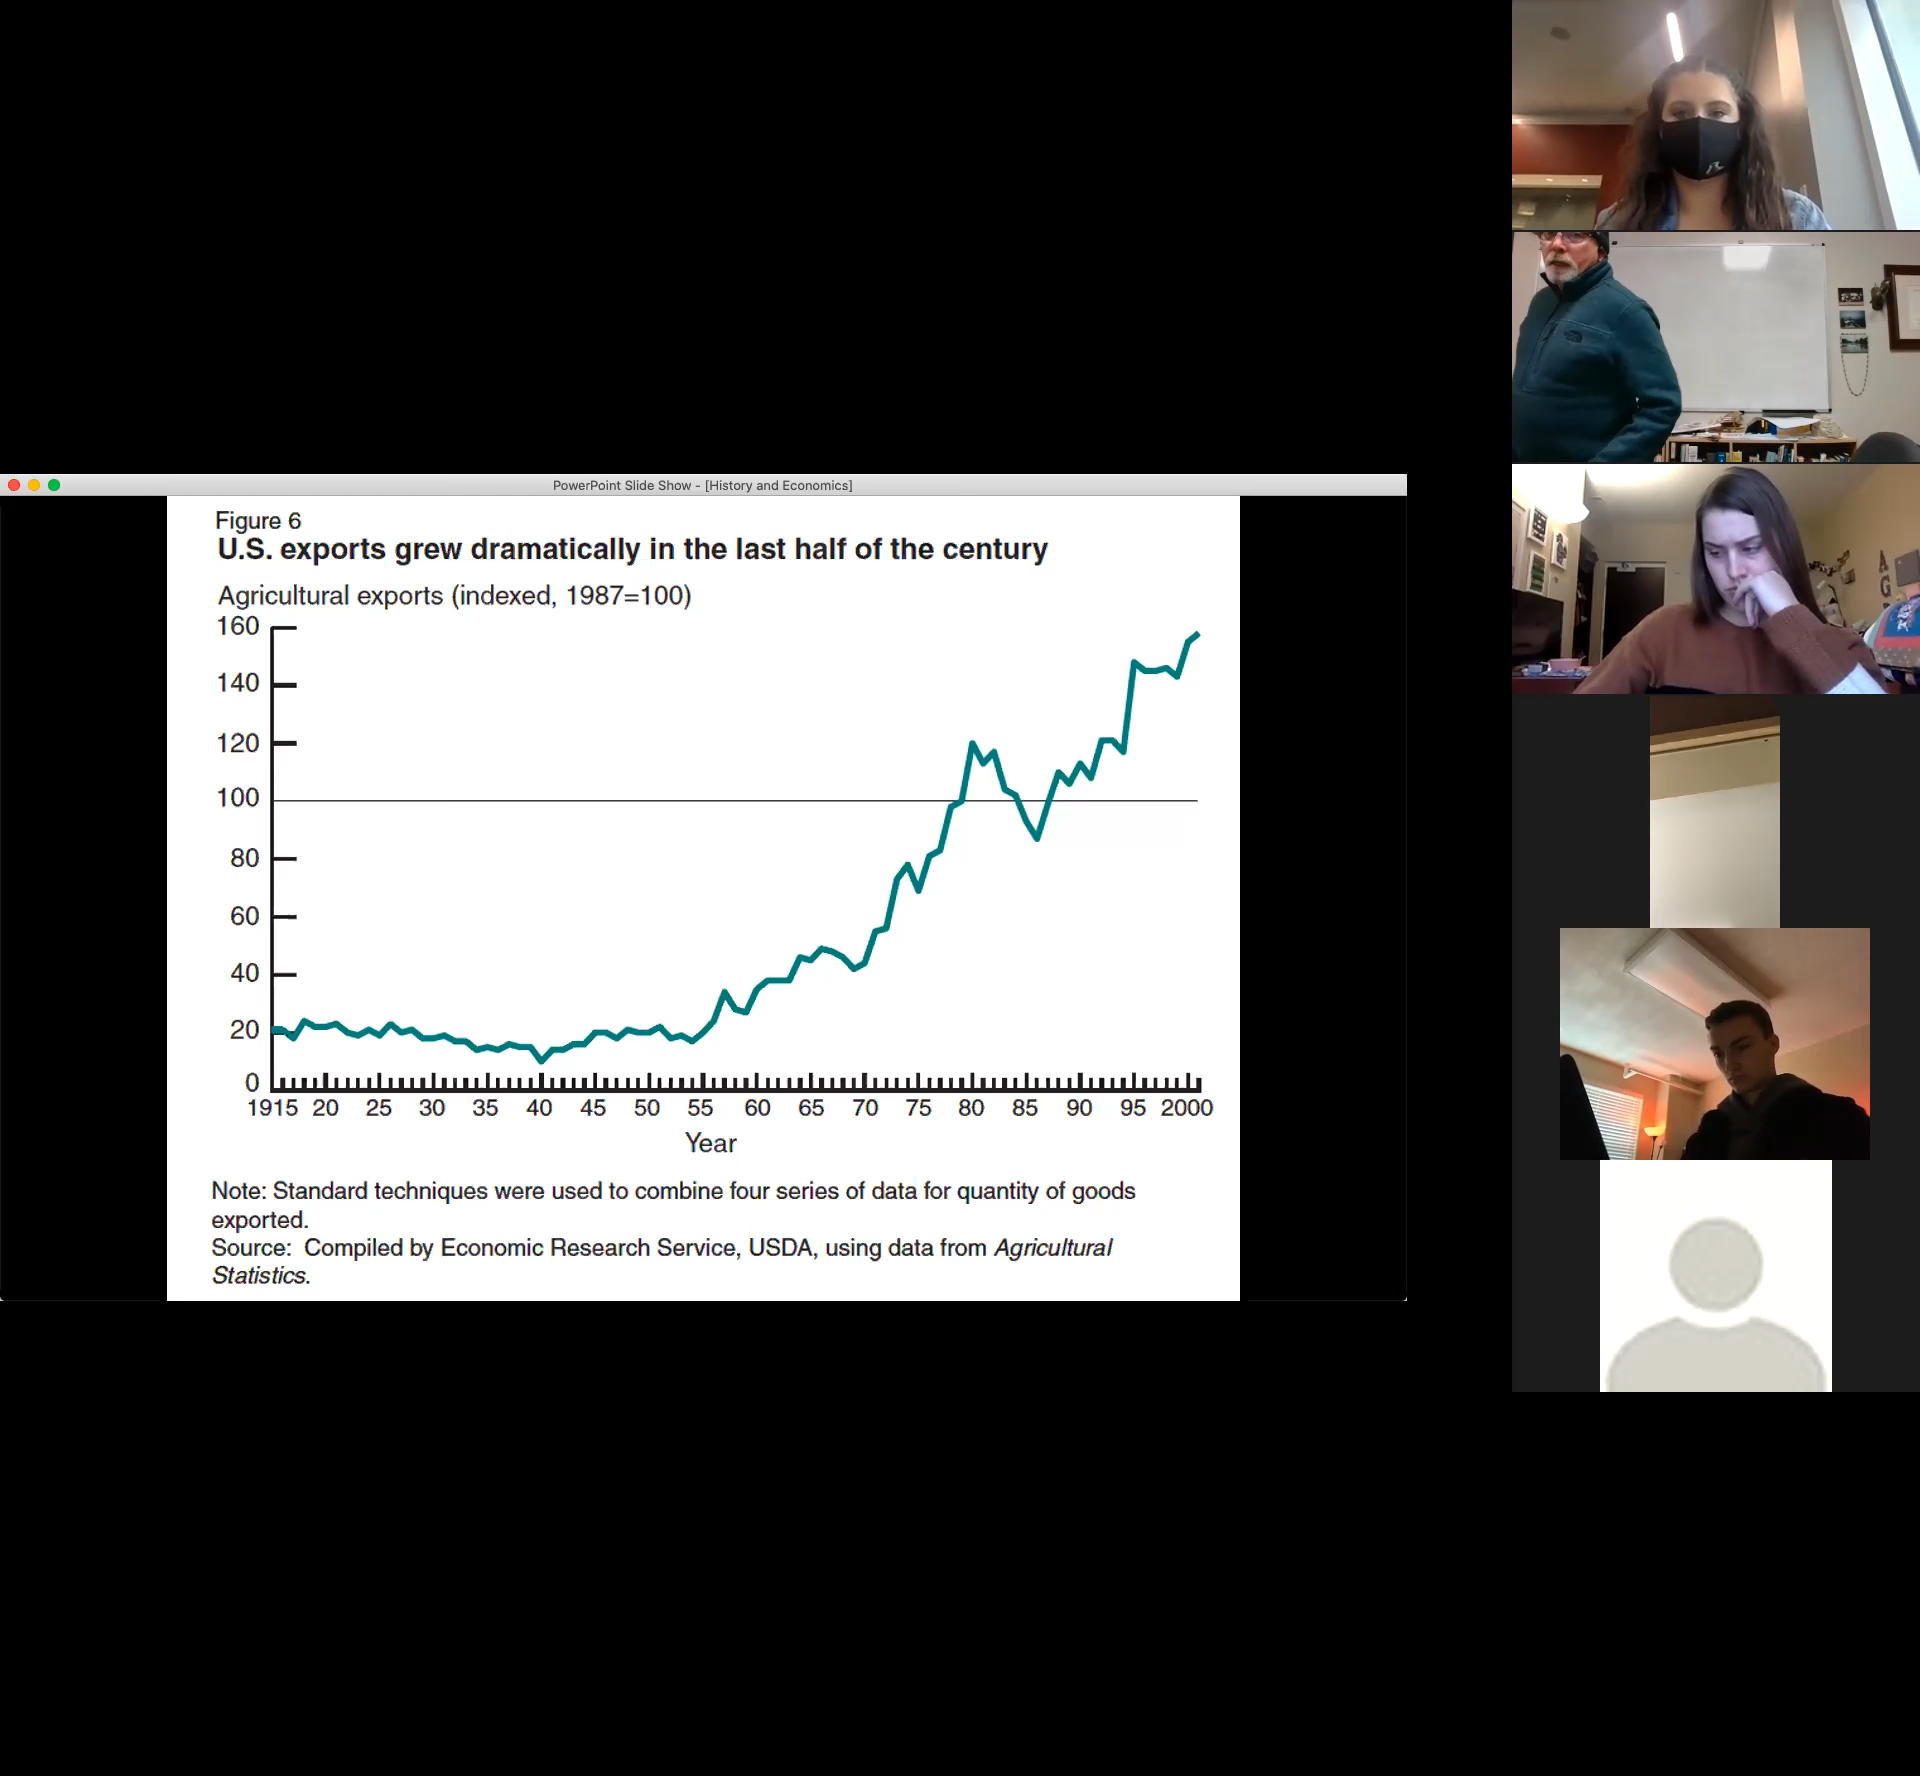 PowerPoint Slide Show - [History and Economics]
Figure 6
U.S. exports grew dramatically in the last half of the century
Agricultural exports (indexed, 1987=100)
160
140
120
100
80
60
40
20
0
1915 20 25 30 35 40 45 50 55 60 65 70 75 80 85 90 95 2000
Year
Note: Standard techniques were used to combine four series of data for quantity of goods
exported.
Source: Compiled by Economic Research Service, USDA, using data from Agricultural
Statistics.
A
G